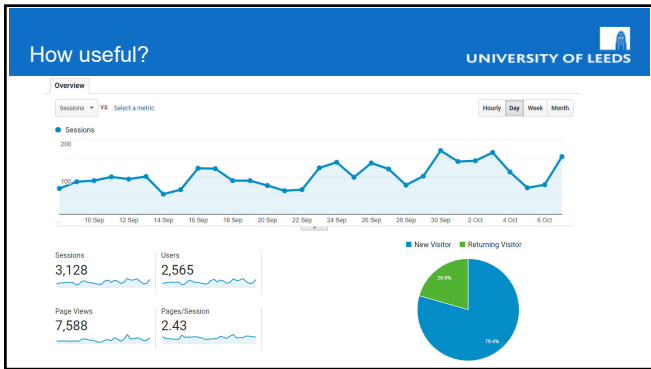 How useful?
UNIVERSITY OF LEEDS
Overview
Sessions VS Select a metric
Hourly Day Week Month
Sessions
200
100
... 10 Sep 12 Sep 14 Sep 16 Sep 18 Sep 20 Sep 22 Sep 24 Sep 26 Sep 28 Sep 30 Sep 2 Oct 4 Oct 6 Oct
New Visitor Returning Visitor
Sessions
3,128
Users
2,565
Page Views
7,588
Pages/Session
2.43
20.6%
79.4%